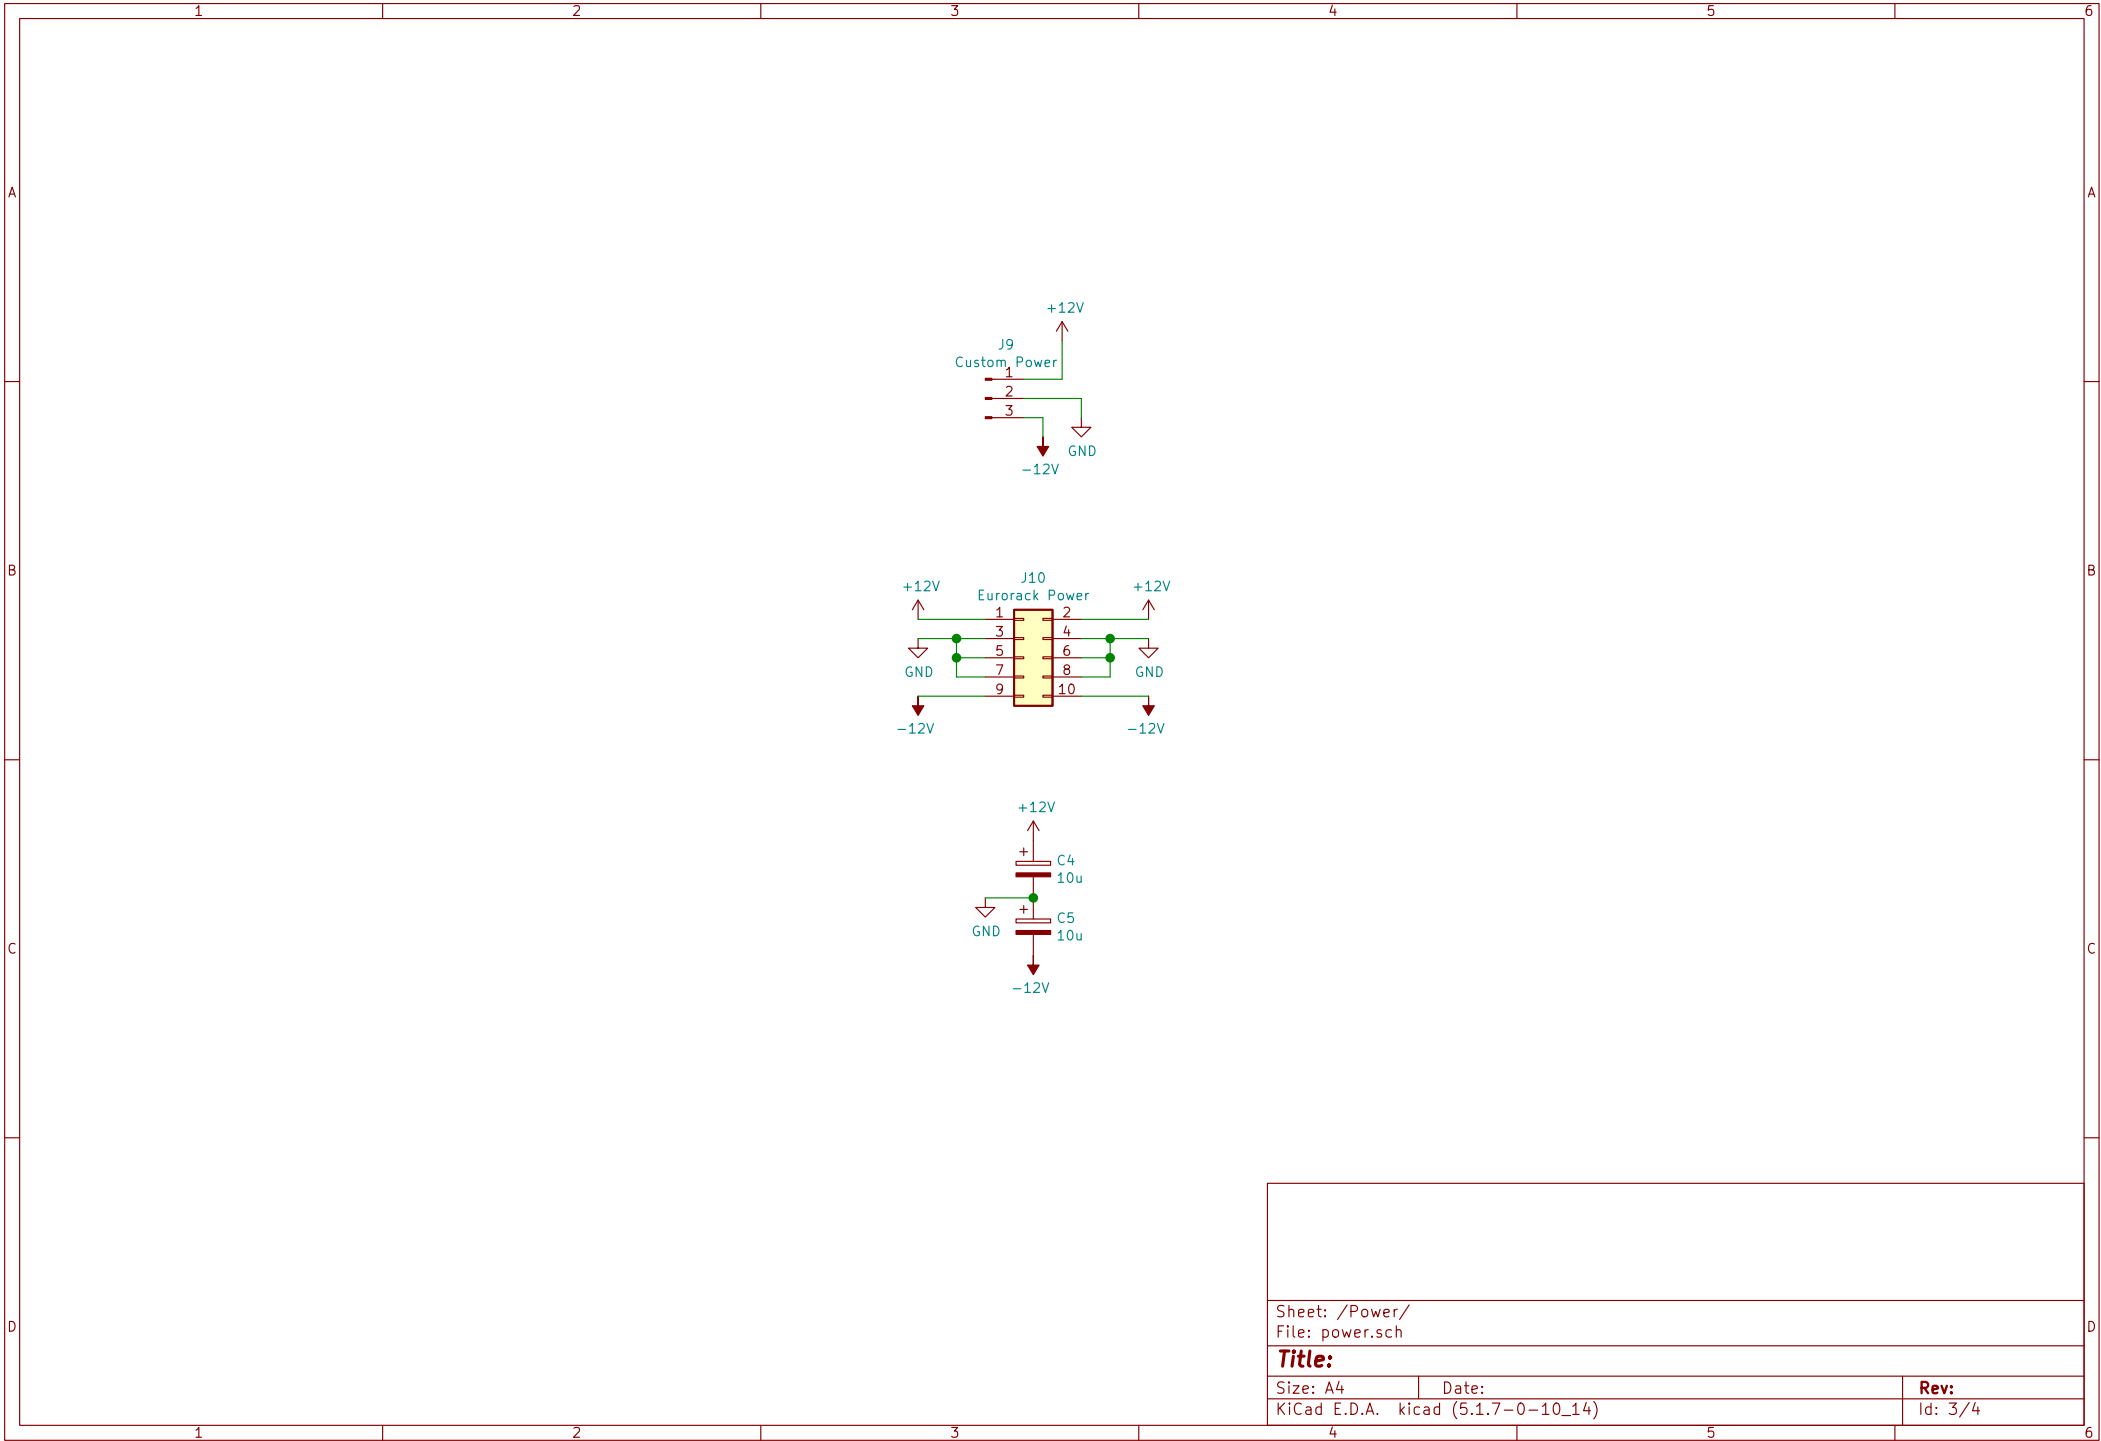 1 2 3 4 5 6
A A
+12V
J9
Custom Power
1
2
3
GND
-12V
B B
J10
Eurorack Power
+12V +12V
1 2
3 4
5 6
7 8
9 10
GND GND
-12V -12V
+12V
+
C4
10u
+
C5
10u
GND
-12V
C C
D D
Sheet: /Power/
File: power.sch
Title:
Size: A4 Date: Rev:
KiCad E.D.A. kicad (5.1.7-0-10_14) Id: 3/4
1 2 3 4 5 6